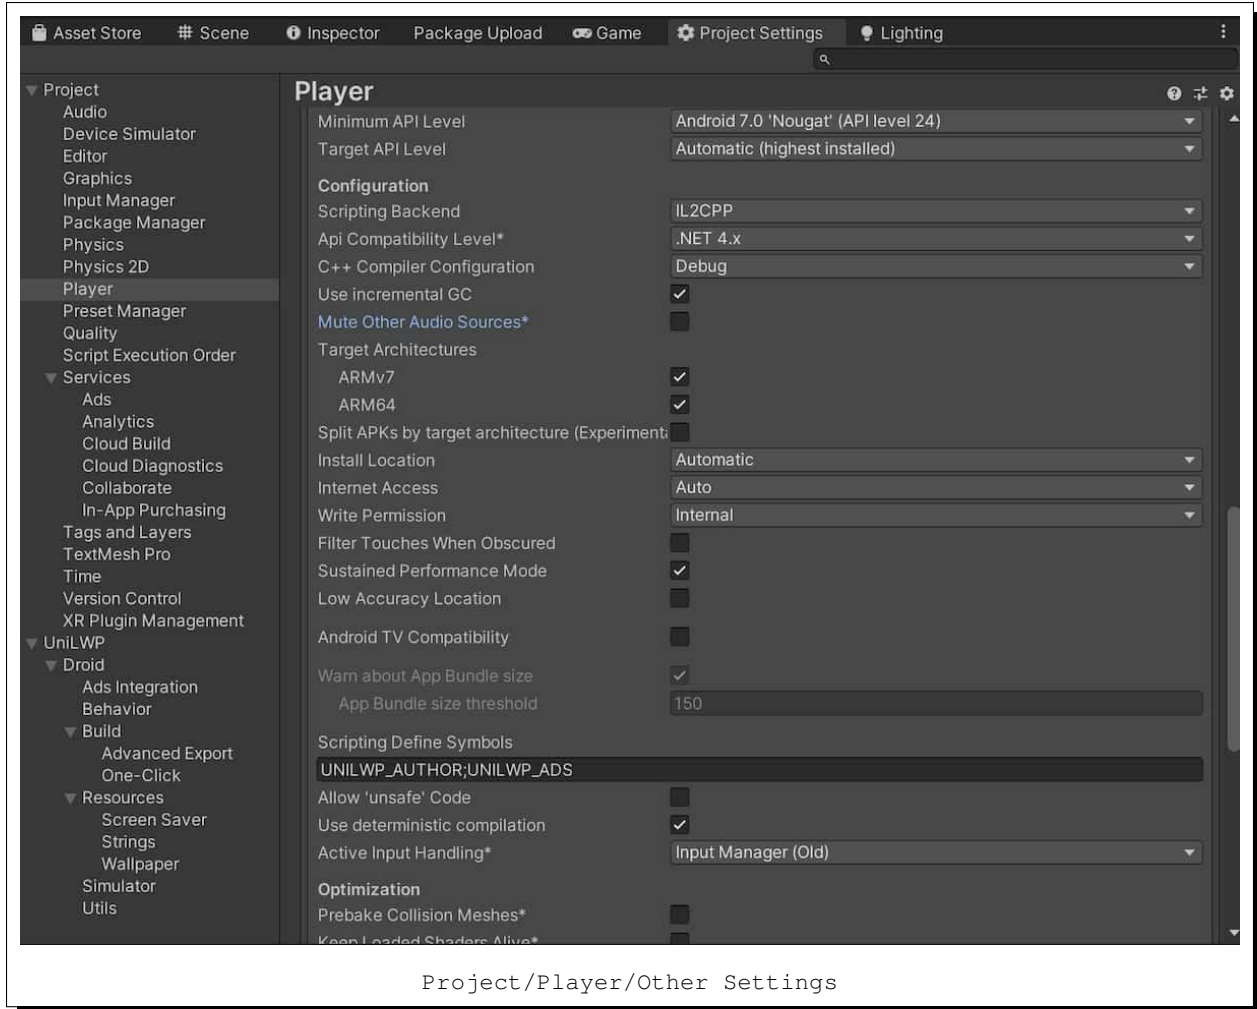 Asset Store # Scene Inspector Package Upload Game Project Settings Lighting
Project
Audio
Device Simulator
Editor
Graphics
Input Manager
Package Manager
Physics
Physics 2D
Player
Preset Manager
Quality
Script Execution Order
Services
Ads
Analytics
Cloud Build
Cloud Diagnostics
Collaborate
In-App Purchasing
Tags and Layers
TextMesh Pro
Time
Version Control
XR Plugin Management
UniLWP
Droid
Ads Integration
Behavior
Build
Advanced Export
One-Click
Resources
Screen Saver
Strings
Wallpaper
Simulator
Utils
Player
Minimum API Level Android 7.0 'Nougat' (API level 24)
Target API Level Automatic (highest installed)
Configuration
Scripting Backend IL2CPP
Api Compatibility Level* .NET 4.x
C++ Compiler Configuration Debug
Use incremental GC
Mute Other Audio Sources*
Target Architectures
ARMv7
ARM64
Split APKs by target architecture (Experimenta
Install Location Automatic
Internet Access Auto
Write Permission Internal
Filter Touches When Obscured
Sustained Performance Mode
Low Accuracy Location
Android TV Compatibility
Warn about App Bundle size
App Bundle size threshold 150
Scripting Define Symbols
UNILWP_AUTHOR;UNILWP_ADS
Allow 'unsafe' Code
Use deterministic compilation
Active Input Handling* Input Manager (Old)
Optimization
Prebake Collision Meshes*
Keep Loaded Shaders Alive*
Project/Player/Other Settings